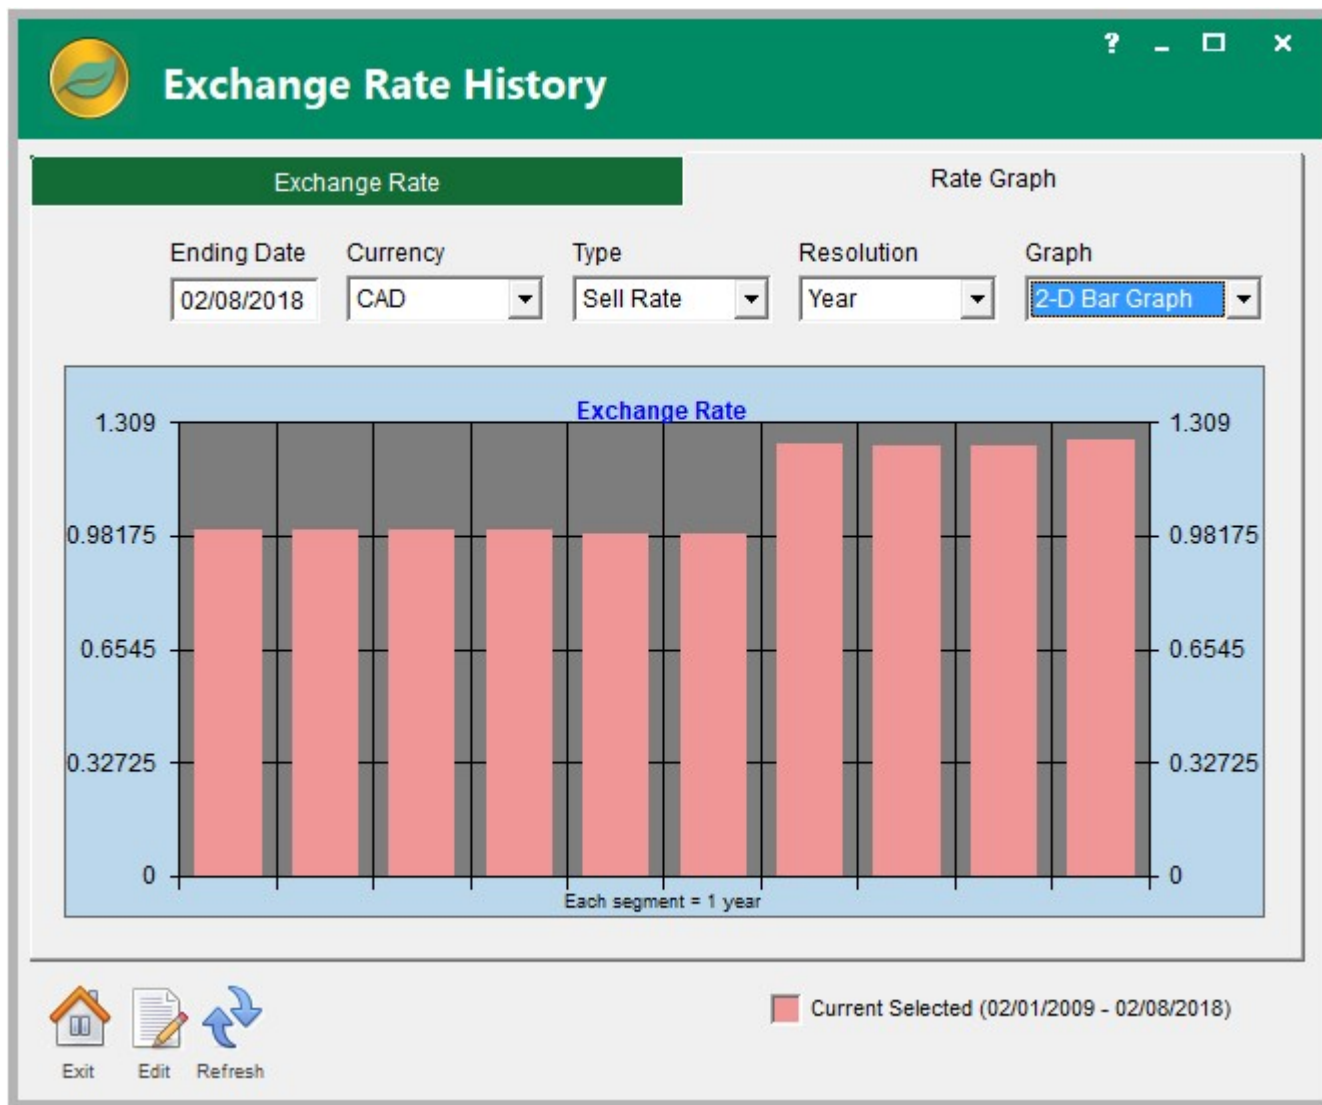 ? _ □ ×
Exchange Rate History
Exchange Rate Rate Graph
Ending Date Currency Type Resolution Graph
02/08/2018 CAD Sell Rate Year 2-D Bar Graph
Exchange Rate
1.309 1.309
0.98175 0.98175
0.6545 0.6545
0.32725 0.32725
0 0
Each segment = 1 year
Current Selected (02/01/2009 - 02/08/2018)
Exit Edit Refresh